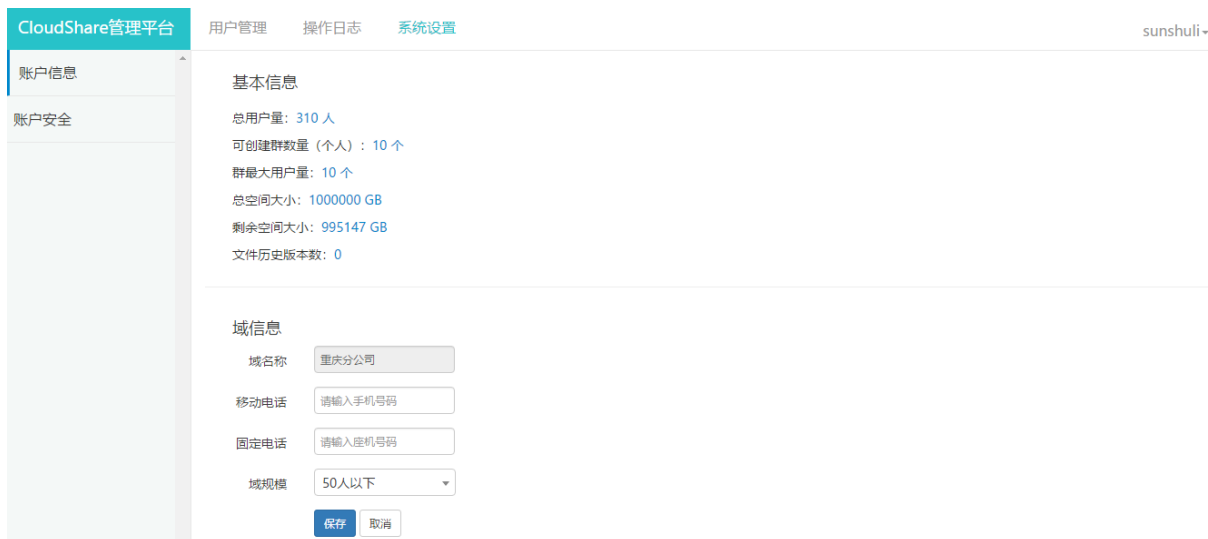 CloudShare管理平台 用户管理 操作日志 系统设置 sunshuli
账户信息
账户安全
基本信息
总用户量：310 人
可创建群数量（个人）：10 个
群最大用户量：10 个
总空间大小：1000000 GB
剩余空间大小：995147 GB
文件历史版本数：0
域信息
域名称 重庆分公司
移动电话 请输入手机号码
固定电话 请输入座机号码
域规模 50人以下
保存 取消